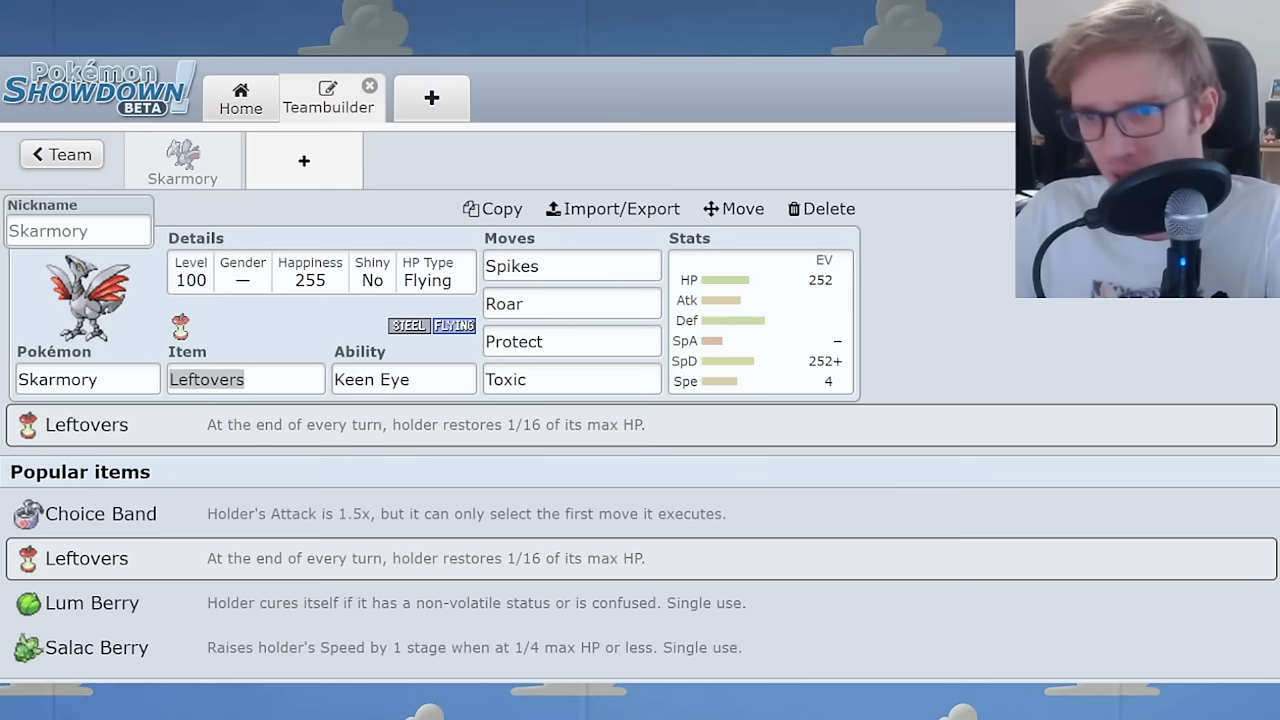 Pokémon
SHOWDOWN!
BETA
Home
Teambuilder
+
Team
Skarmory
+
Nickname
Skarmory
Copy
Import/Export
Move
Delete
Details
Level
100
Gender
—
Happiness
255
Shiny
No
HP Type
Flying
STEEL FLYING
Pokémon
Skarmory
Item
Leftovers
Ability
Keen Eye
Moves
Spikes
Roar
Protect
Toxic
Stats
EV
HP 252
Atk
Def
SpA –
SpD 252+
Spe 4
Leftovers At the end of every turn, holder restores 1/16 of its max HP.
Popular items
Choice Band Holder's Attack is 1.5x, but it can only select the first move it executes.
Leftovers At the end of every turn, holder restores 1/16 of its max HP.
Lum Berry Holder cures itself if it has a non-volatile status or is confused. Single use.
Salac Berry Raises holder's Speed by 1 stage when at 1/4 max HP or less. Single use.